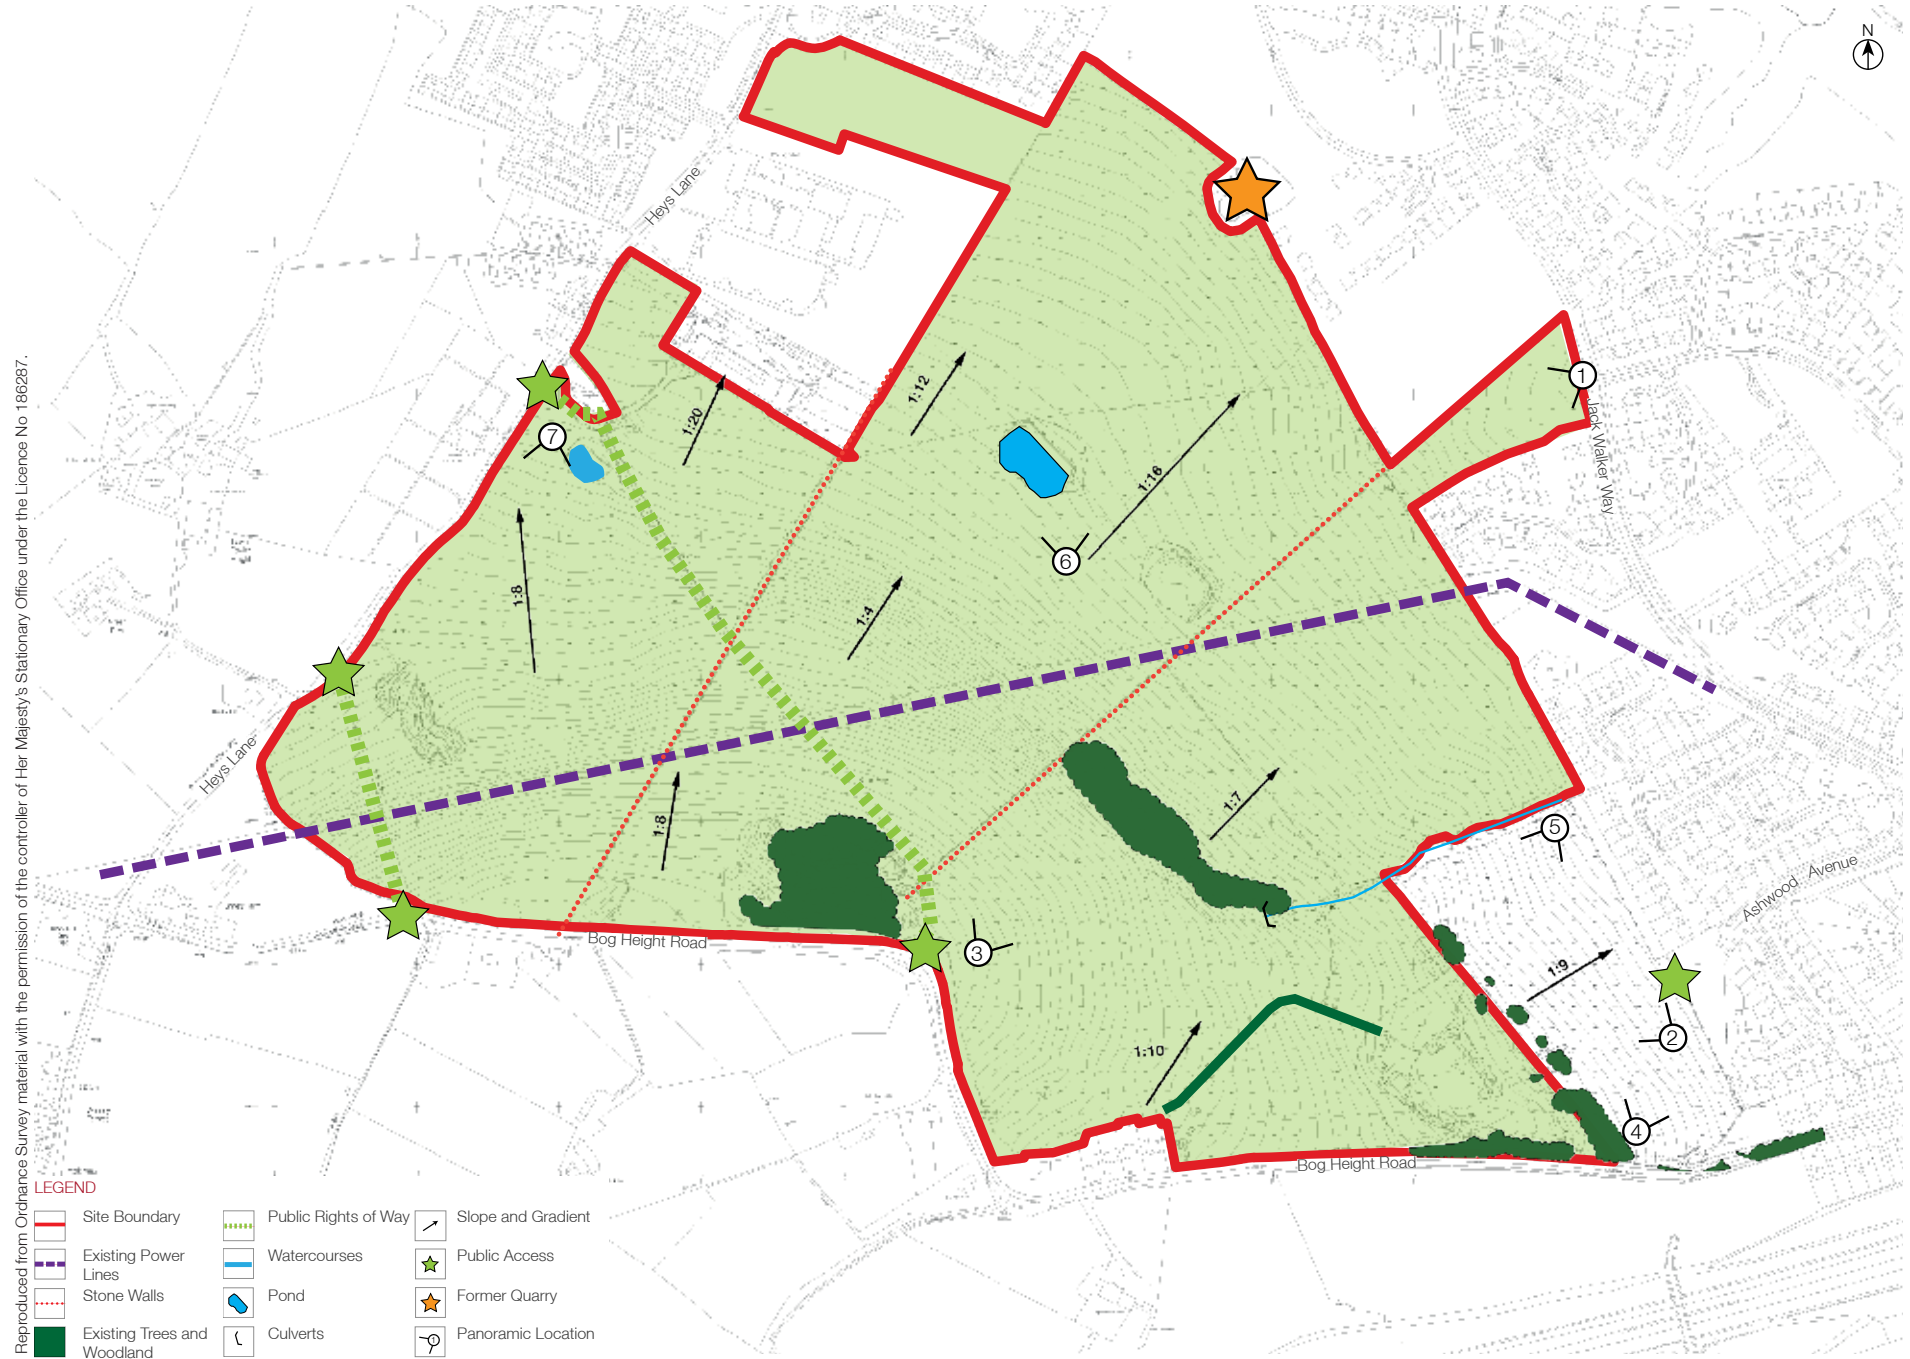 N
Heys Lane
1
Jack Walker Way
1:12
1:20
7
1:16
6
1:8
1:4
Heys Lane
1:8
1:7
5
Ashwood Avenue
Bog Height Road
3
1:9
2
1:10
4
Bog Height Road
Reproduced from Ordnance Survey material with the permission of the controller of Her Majesty's Stationary Office under the Licence No 186287.
LEGEND
Site Boundary
Existing Power
Lines
Stone Walls
Existing Trees and
Woodland
Public Rights of Way
Watercourses
Pond
Culverts
Slope and Gradient
Public Access
Former Quarry
1
Panoramic Location